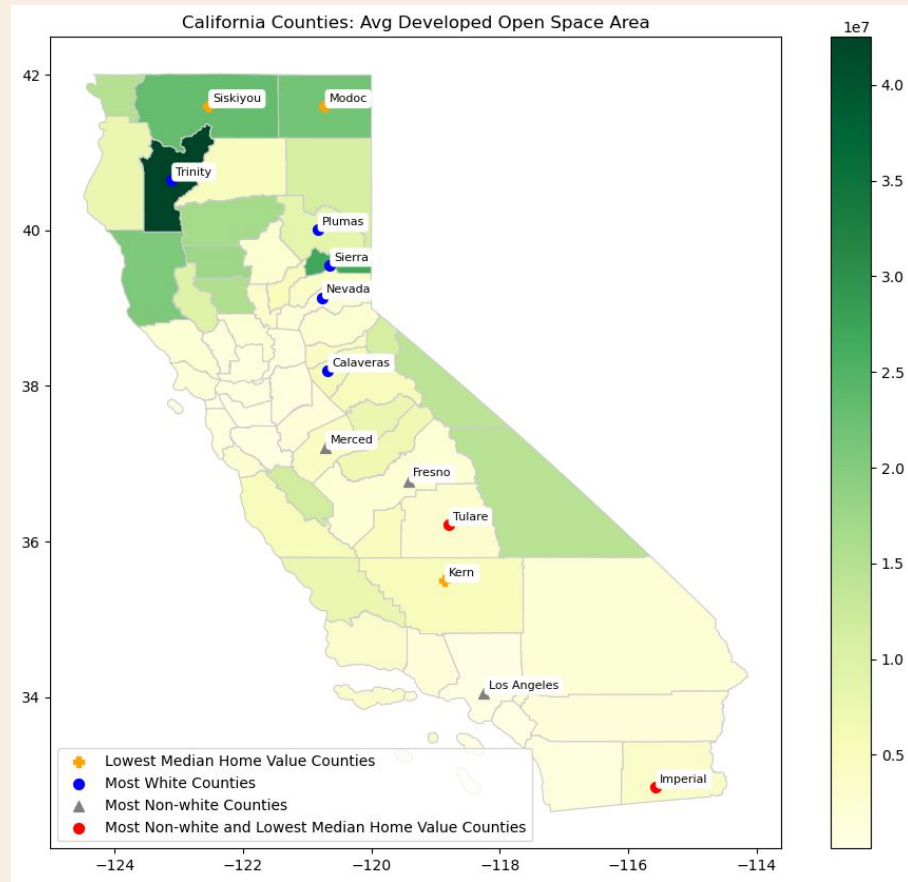 California Counties: Avg Developed Open Space Area
1e7
42
40
38
36
34
Siskiyou
Modoc
Trinity
Plumas
Sierra
Nevada
Calaveras
Merced
Fresno
Tulare
Kern
Los Angeles
Imperial
Lowest Median Home Value Counties
Most White Counties
Most Non-white Counties
Most Non-white and Lowest Median Home Value Counties
−124
−122
−120
−118
−116
−114
4.0
3.5
3.0
2.5
2.0
1.5
1.0
0.5